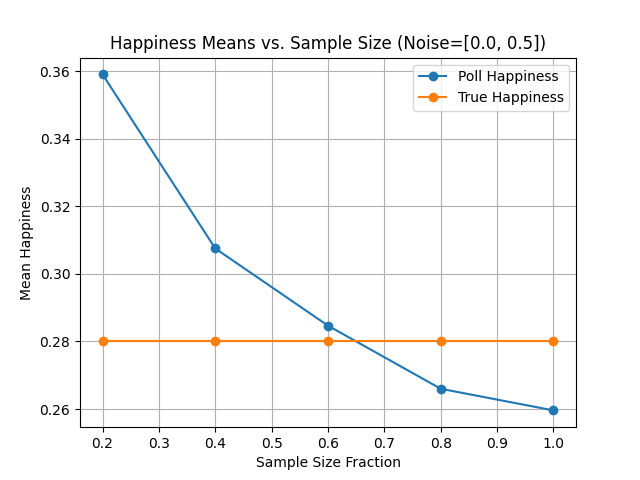 Happiness Means vs. Sample Size (Noise=[0.0, 0.5])
Poll Happiness
True Happiness
Mean Happiness
0.36
0.34
0.32
0.30
0.28
0.26
0.2 0.3 0.4 0.5 0.6 0.7 0.8 0.9 1.0
Sample Size Fraction